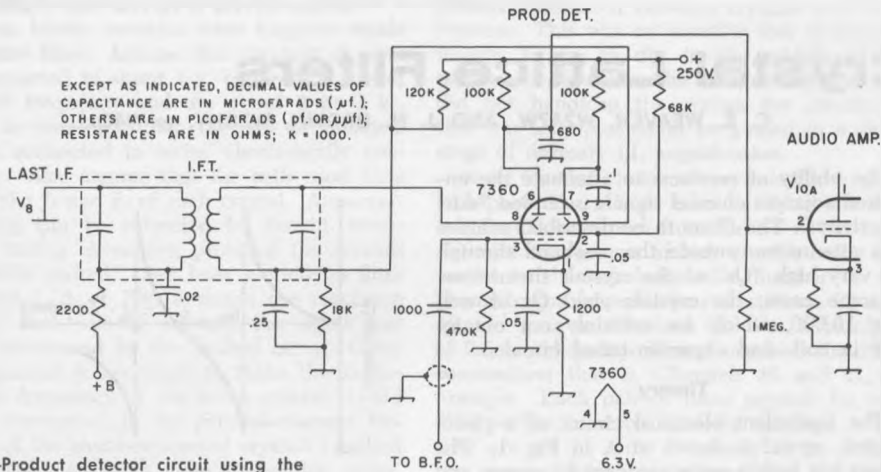 PROD. DET.
EXCEPT AS INDICATED, DECIMAL VALUES OF
CAPACITANCE ARE IN MICROFARADS (µf.);
OTHERS ARE IN PICOFARADS (pf. OR µµf.);
RESISTANCES ARE IN OHMS; K = 1000.
120K
100K
100K
68K
+
250V.
680
AUDIO AMP.
LAST I.F.
I.F.T.
V8
7360
.1
8
7
9
3
2
.05
V10A
1
2
3
.02
2200
.25
18K
1000
470K
.05
1200
1 MEG.
+B
7360
4
5
6.3V.
TO B.F.O.
Product detector circuit using the